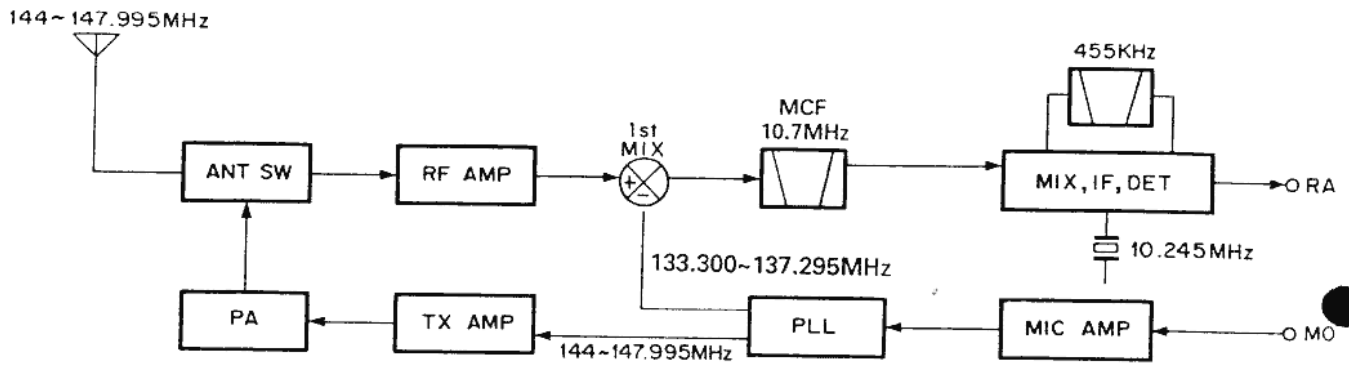 144~147.995MHz
455KHz
MCF
10.7MHz
1st
MIX
ANT SW
RF AMP
+
−
MIX, IF, DET
RA
10.245MHz
133.300~137.295MHz
PA
TX AMP
PLL
MIC AMP
MO
144~147.995MHz